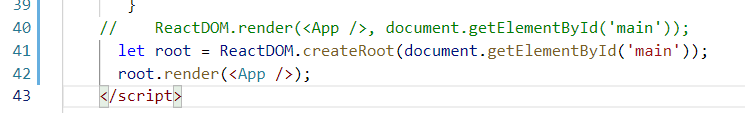 39 }
40 //    ReactDOM.render(<App />, document.getElementById('main'));
41 let root = ReactDOM.createRoot(document.getElementById('main'));
42 root.render(<App />);
43 </script>